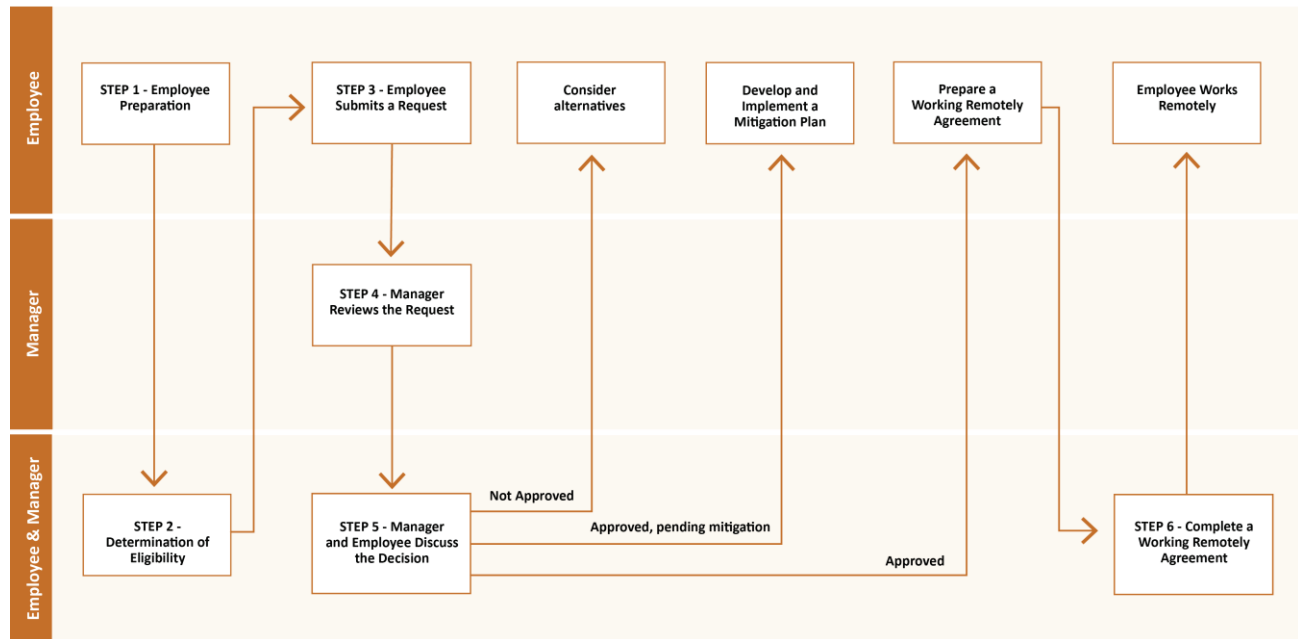 Employee
STEP 1 - Employee
Preparation
STEP 3 - Employee
Submits a Request
Consider
alternatives
Develop and
Implement a
Mitigation Plan
Prepare a
Working Remotely
Agreement
Employee Works
Remotely
Manager
STEP 4 - Manager
Reviews the Request
Employee & Manager
STEP 2 -
Determination of
Eligibility
STEP 5 - Manager
and Employee Discuss
the Decision
Not Approved
Approved, pending mitigation
Approved
STEP 6 - Complete a
Working Remotely
Agreement